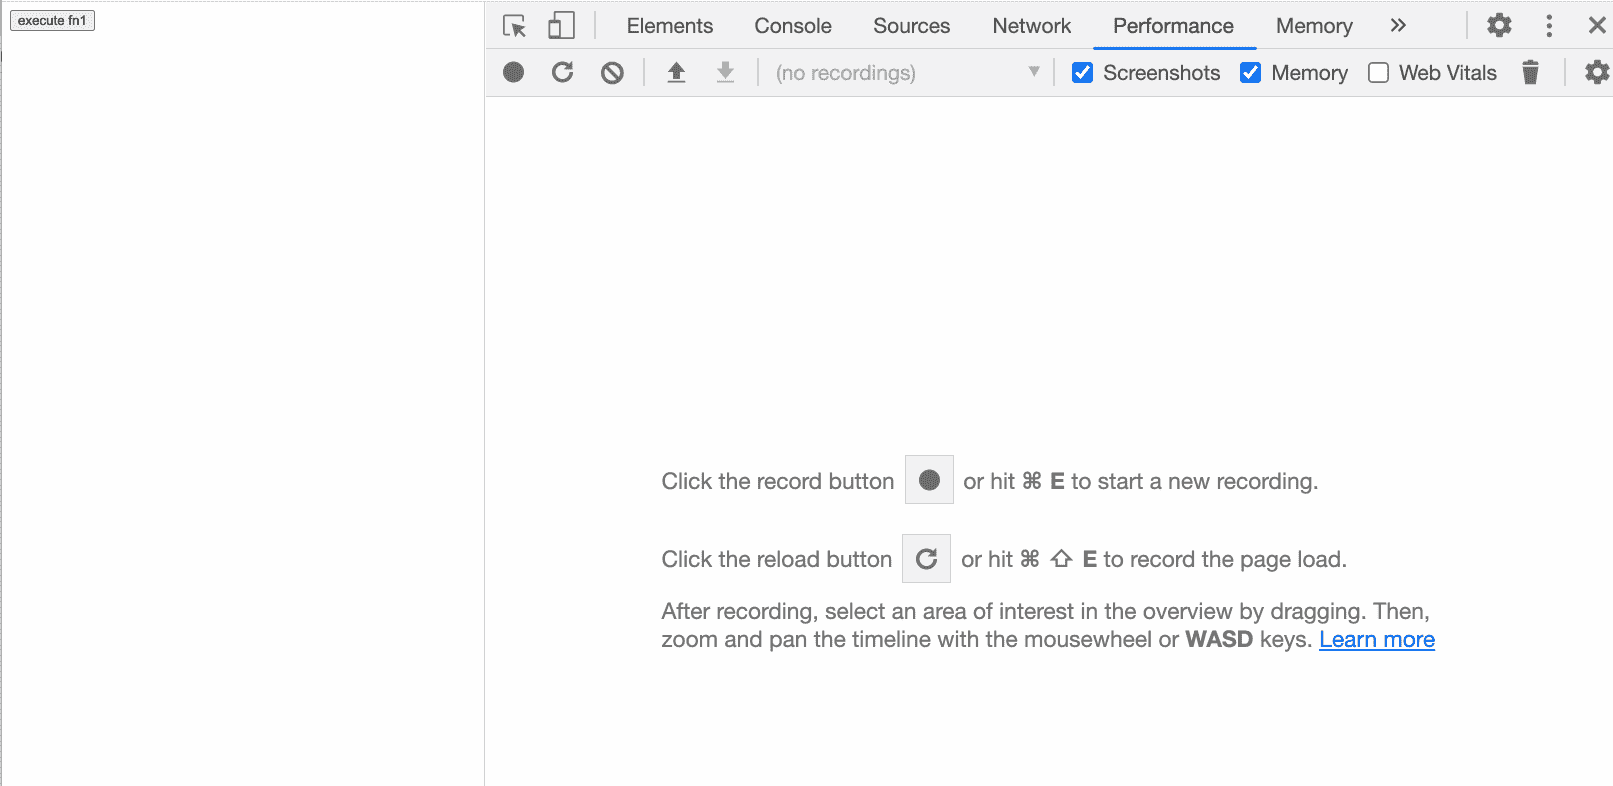 execute fn1
Elements Console Sources Network Performance Memory »
(no recordings) Screenshots Memory Web Vitals
Click the record button or hit ⌘ E to start a new recording.
Click the reload button or hit ⌘ ⇧ E to record the page load.
After recording, select an area of interest in the overview by dragging. Then,
zoom and pan the timeline with the mousewheel or WASD keys. Learn more